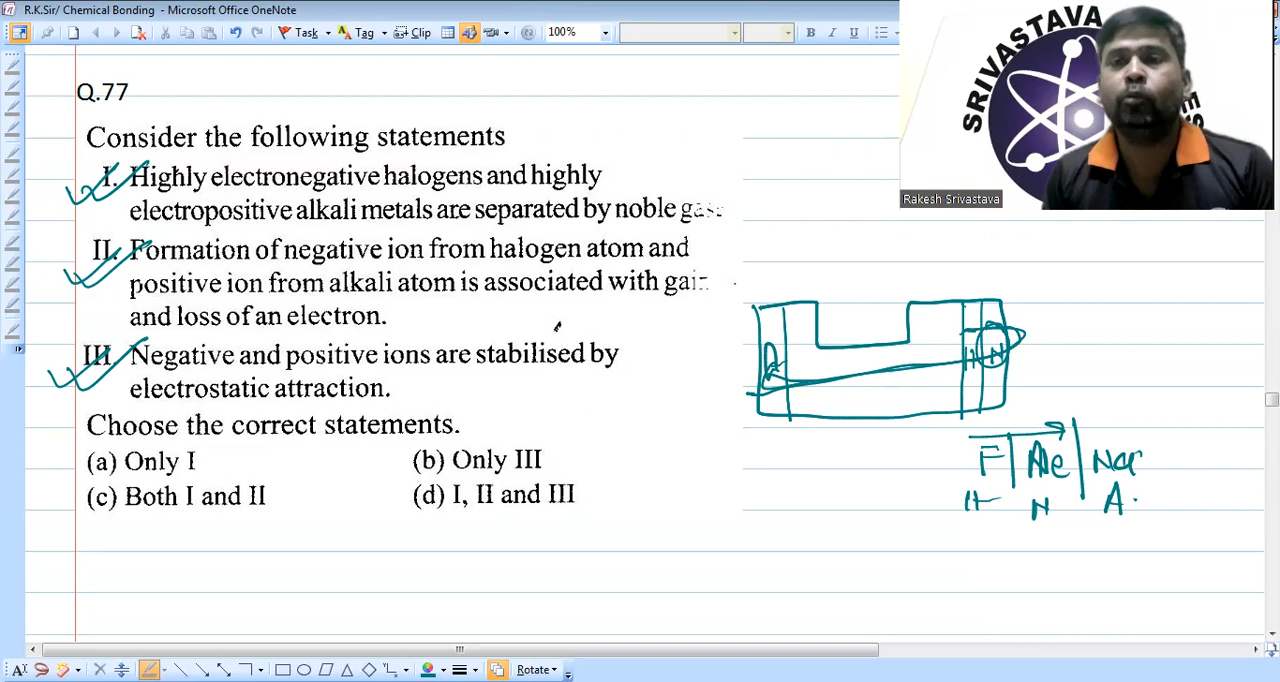 R.K.Sir/ Chemical Bonding - Microsoft Office OneNote
Task
Tag
Clip
100%
B I U
SRIVASTAVA
Rakesh Srivastava
Q.77
Consider the following statements
I. Highly electronegative halogens and highly
electropositive alkali metals are separated by noble
II. Formation of negative ion from halogen atom and
positive ion from alkali atom is associated with
and loss of an electron.
III. Negative and positive ions are stabilised by
electrostatic attraction.
Choose the correct statements.
(a) Only I
(b) Only III
(c) Both I and II
(d) I, II and III
A
H N
F
H N A
Rotate